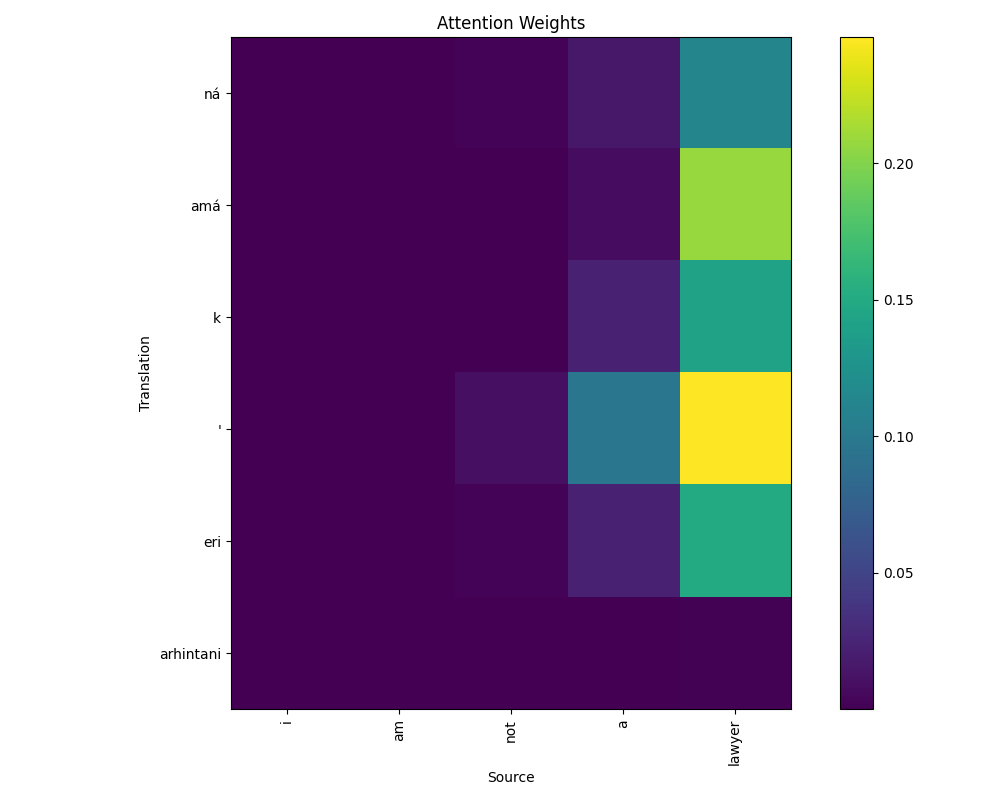 Attention Weights
Translation
ná
amá
k
'
eri
arhintani
i
am
not
a
lawyer
Source
0.20
0.15
0.10
0.05